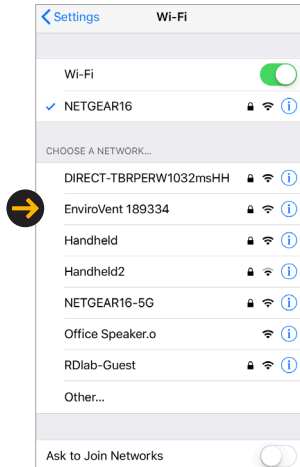 Settings Wi-Fi
Wi-Fi
NETGEAR16
CHOOSE A NETWORK...
DIRECT-TBRPERW1032msHH
EnviroVent 189334
Handheld
Handheld2
NETGEAR16-5G
Office Speaker.o
RDlab-Guest
Other...
Ask to Join Networks